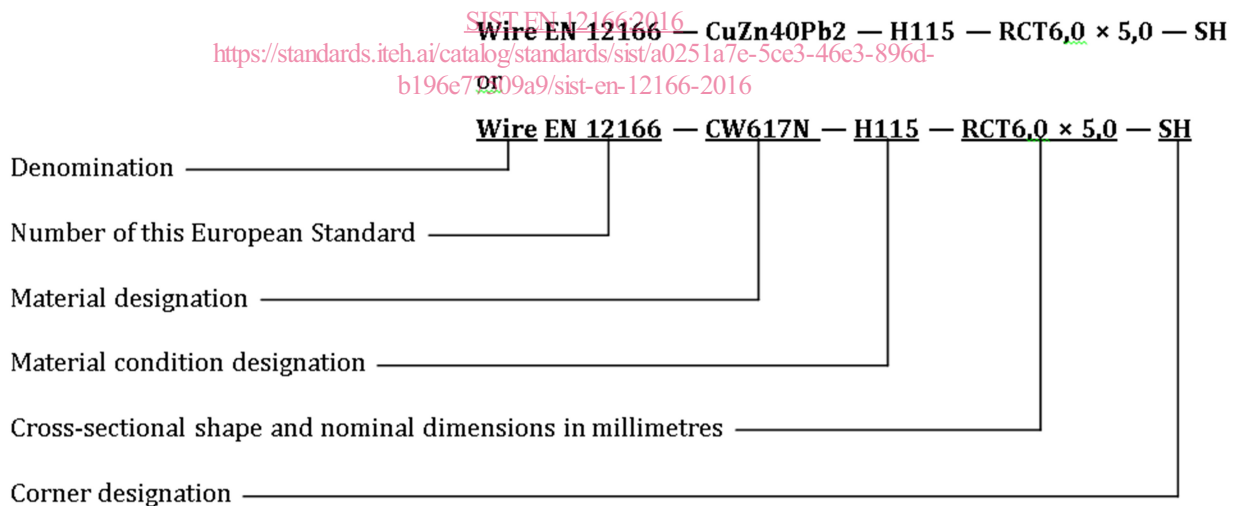 SIST EN 12166:2016
Wire EN 12166 — CuZn40Pb2 — H115 — RCT6,0 × 5,0 — SH
https://standards.iteh.ai/catalog/standards/sist/a0251a7e-5ce3-46e3-896d-
or
/sist-en-12166-2016
Wire EN 12166 — CW617N — H115 — RCT6,0 × 5,0 — SH
Denomination
Number of this European Standard
Material designation
Material condition designation
Cross-sectional shape and nominal dimensions in millimetres
Corner designation